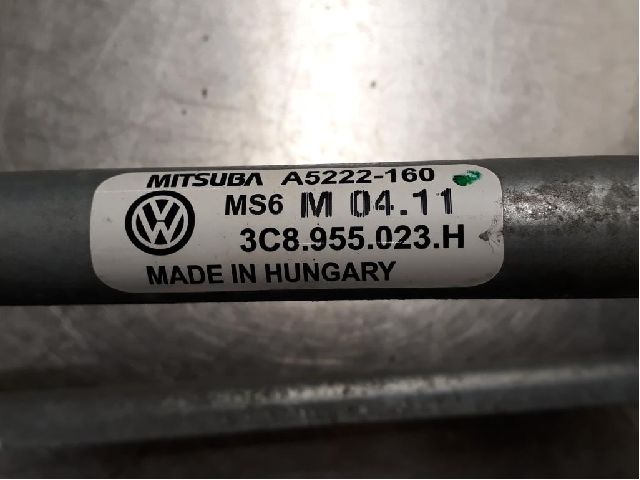 MITSUBA A5222-160
MS6 M 04.11
3C8.955.023.H
MADE IN HUNGARY